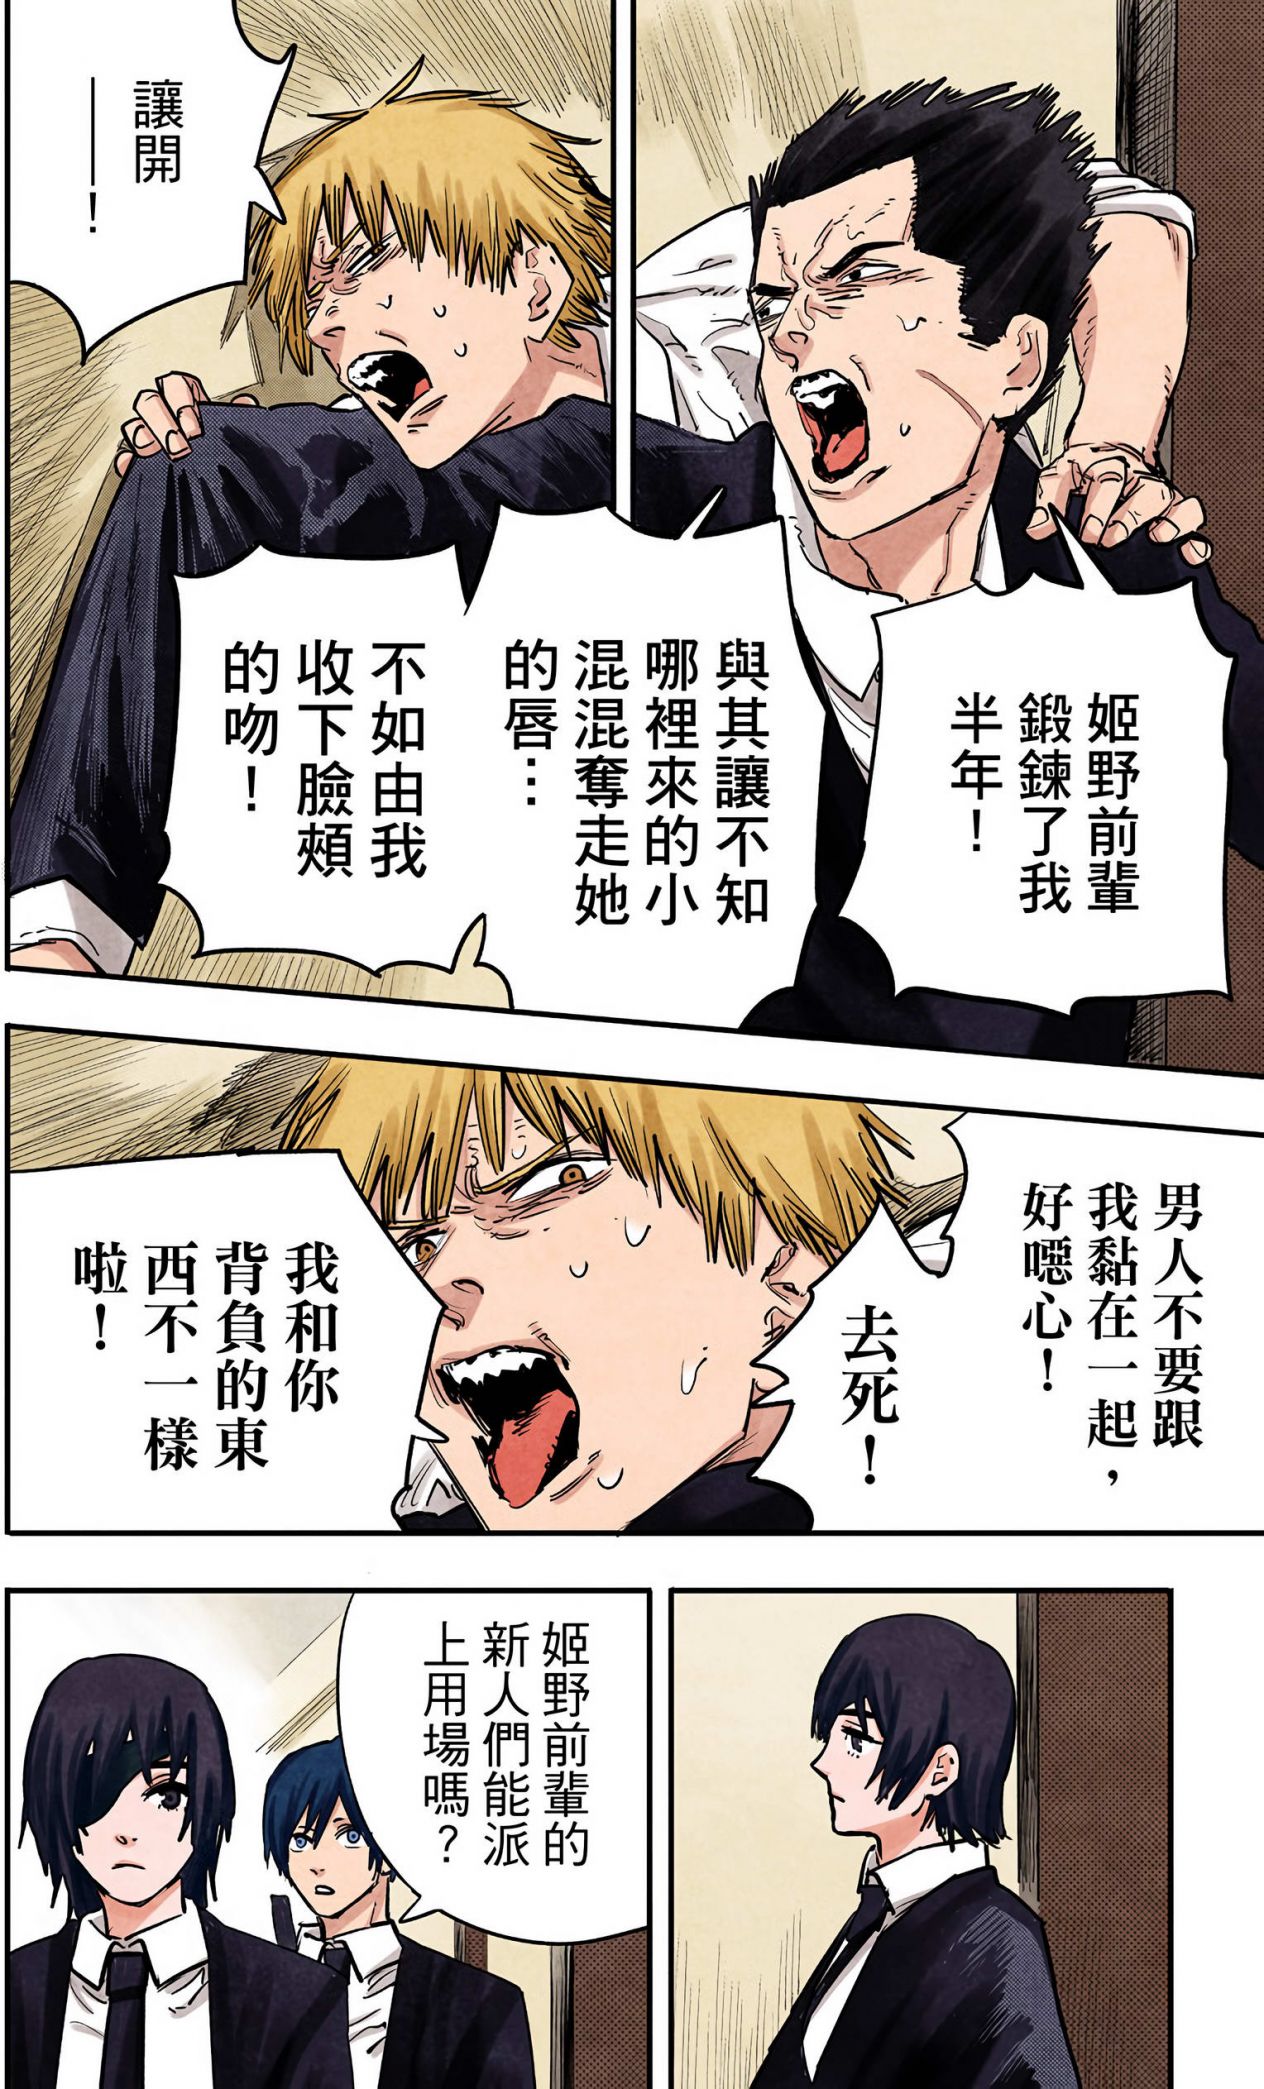 姬野前輩
鍛鍊了我
半年！
與其讓不知
哪裡來的小
混混奪走她
的唇…
不如由我
收下臉頰
的吻！
讓開
——！
男人不要跟
我黏在一起，
好噁心！
去死！
我和你
背負的東
西不一樣
啦！
姬野前輩的
新人們能派
上用場嗎？